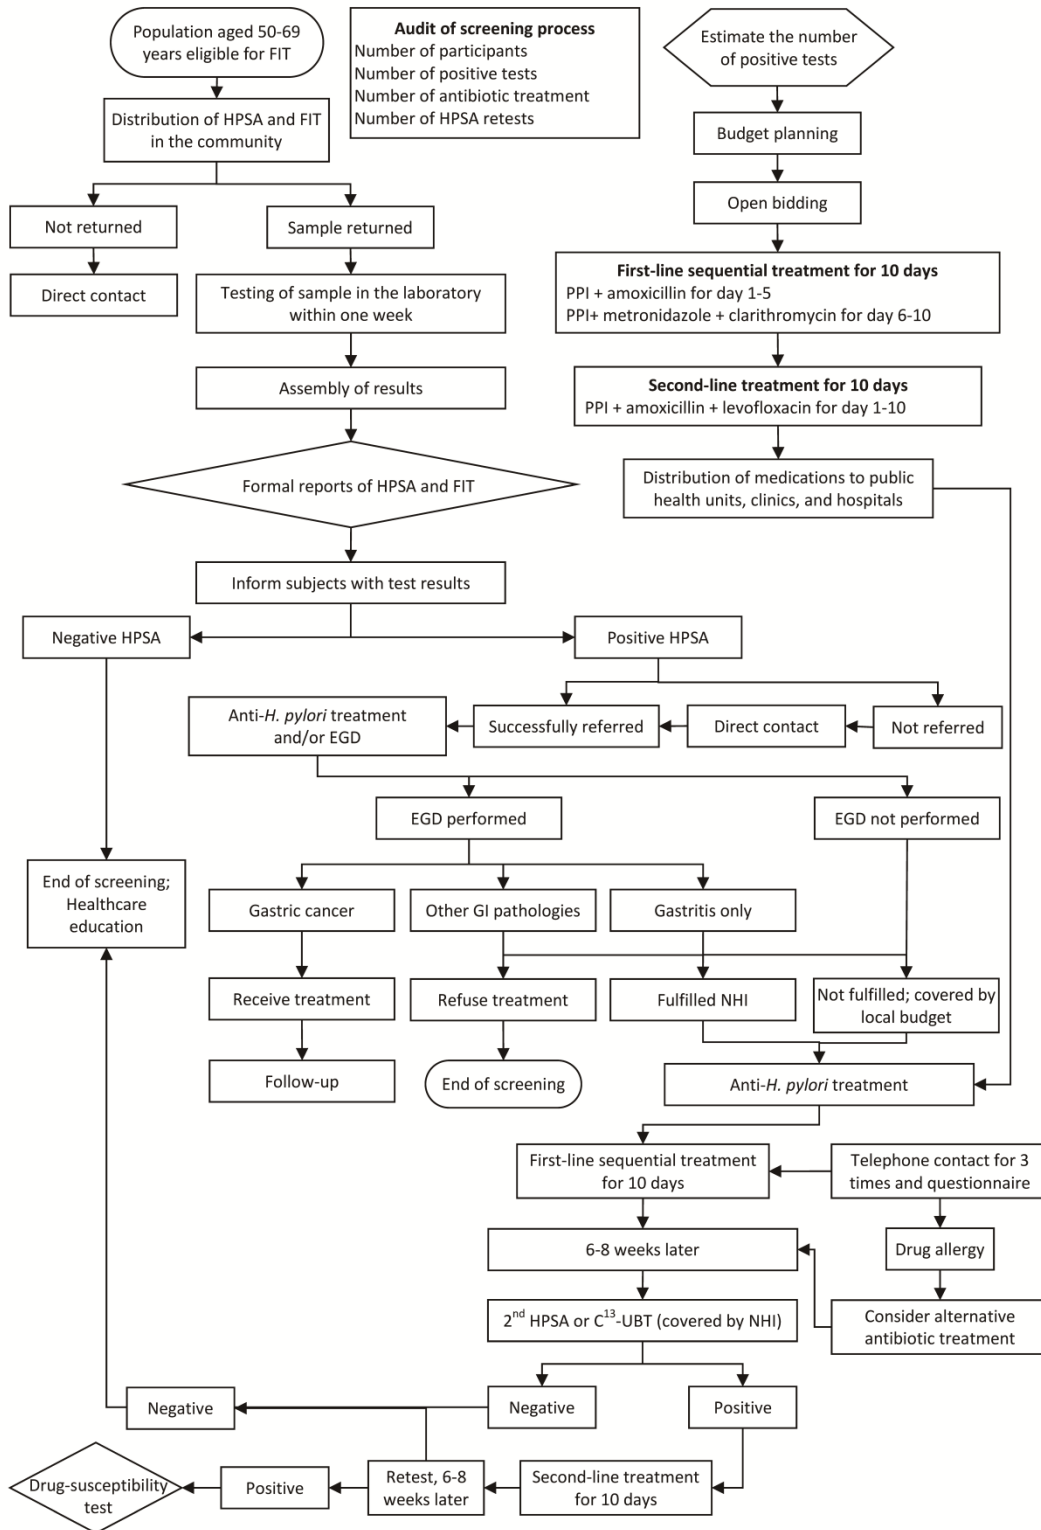 Population aged 50-69
years eligible for FIT
Audit of screening process
Number of participants
Number of positive tests
Number of antibiotic treatment
Number of HPSA retests
Estimate the number
of positive tests
Distribution of HPSA and FIT
in the community
Budget planning
Open bidding
Not returned
Sample returned
Direct contact
Testing of sample in the laboratory
within one week
First-line sequential treatment for 10 days
PPI + amoxicillin for day 1-5
PPI+ metronidazole + clarithromycin for day 6-10
Assembly of results
Second-line treatment for 10 days
PPI + amoxicillin + levofloxacin for day 1-10
Formal reports of HPSA and FIT
Distribution of medications to public
health units, clinics, and hospitals
Inform subjects with test results
Negative HPSA
Positive HPSA
Anti-H. pylori treatment
and/or EGD
Successfully referred
Direct contact
Not referred
EGD performed
EGD not performed
End of screening;
Healthcare
education
Gastric cancer
Other GI pathologies
Gastritis only
Receive treatment
Refuse treatment
Fulfilled NHI
Not fulfilled; covered by
local budget
Follow-up
End of screening
Anti-H. pylori treatment
First-line sequential treatment
for 10 days
Telephone contact for 3
times and questionnaire
6-8 weeks later
Drug allergy
2nd HPSA or C13-UBT (covered by NHI)
Consider alternative
antibiotic treatment
Negative
Negative
Positive
Drug-susceptibility
test
Positive
Retest, 6-8
weeks later
Second-line treatment
for 10 days